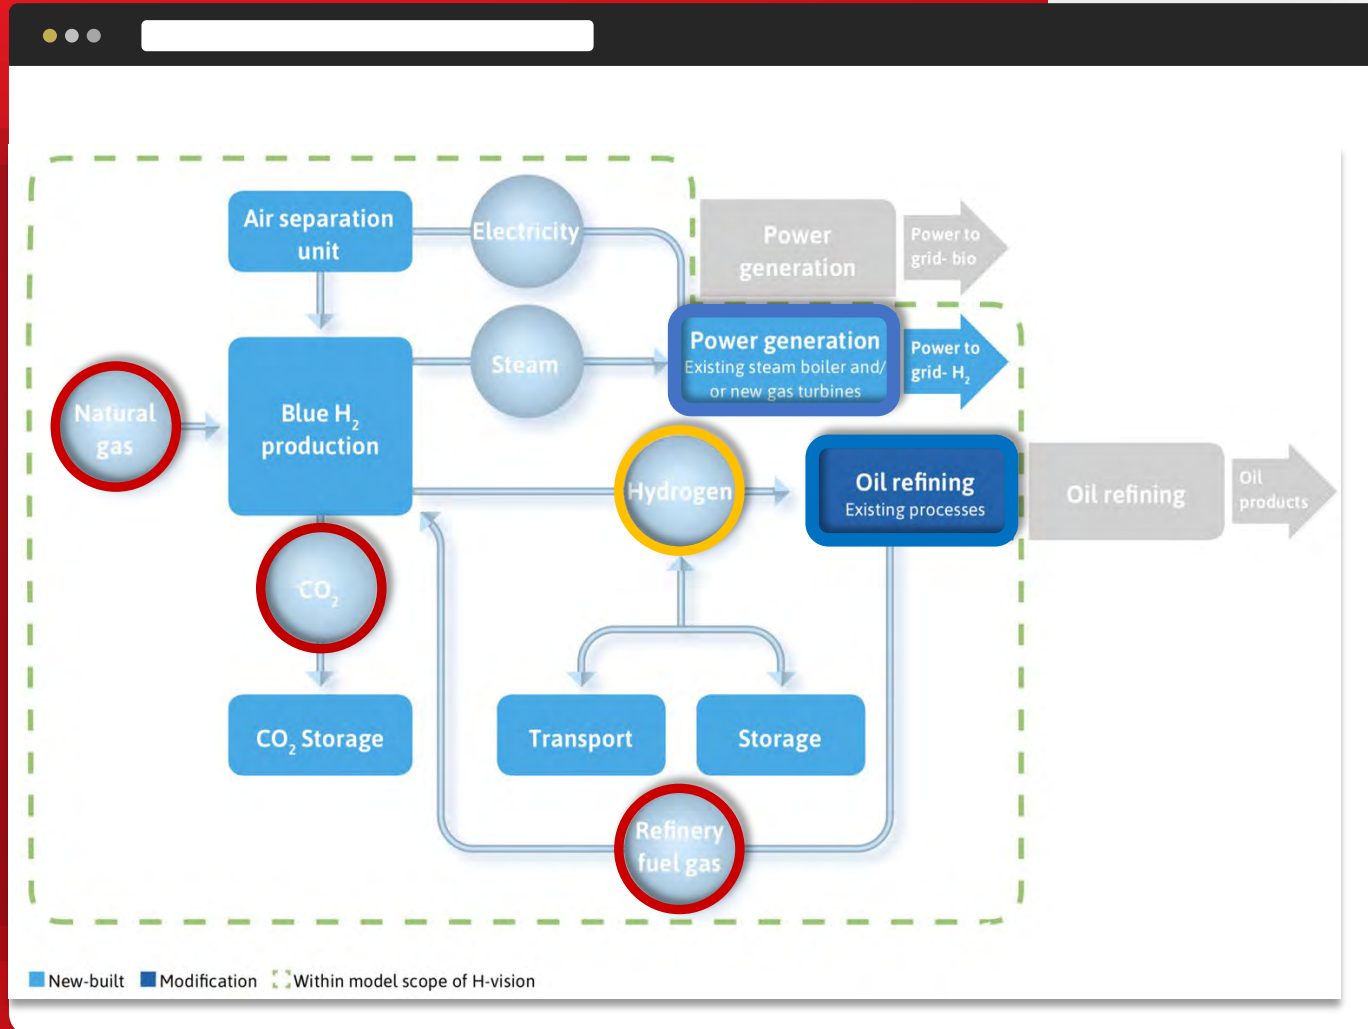 Air separation
unit
Electricity
Power
generation
Power to
grid- bio
Steam
Power generation
Existing steam boiler and/
or new gas turbines
Power to
grid- H₂
Natural
gas
Blue H₂
production
Hydrogen
Oil refining
Existing processes
Oil refining
Oil
products
CO₂
CO₂ Storage
Transport
Storage
Refinery
fuel gas
New-built
Modification
Within model scope of H-vision